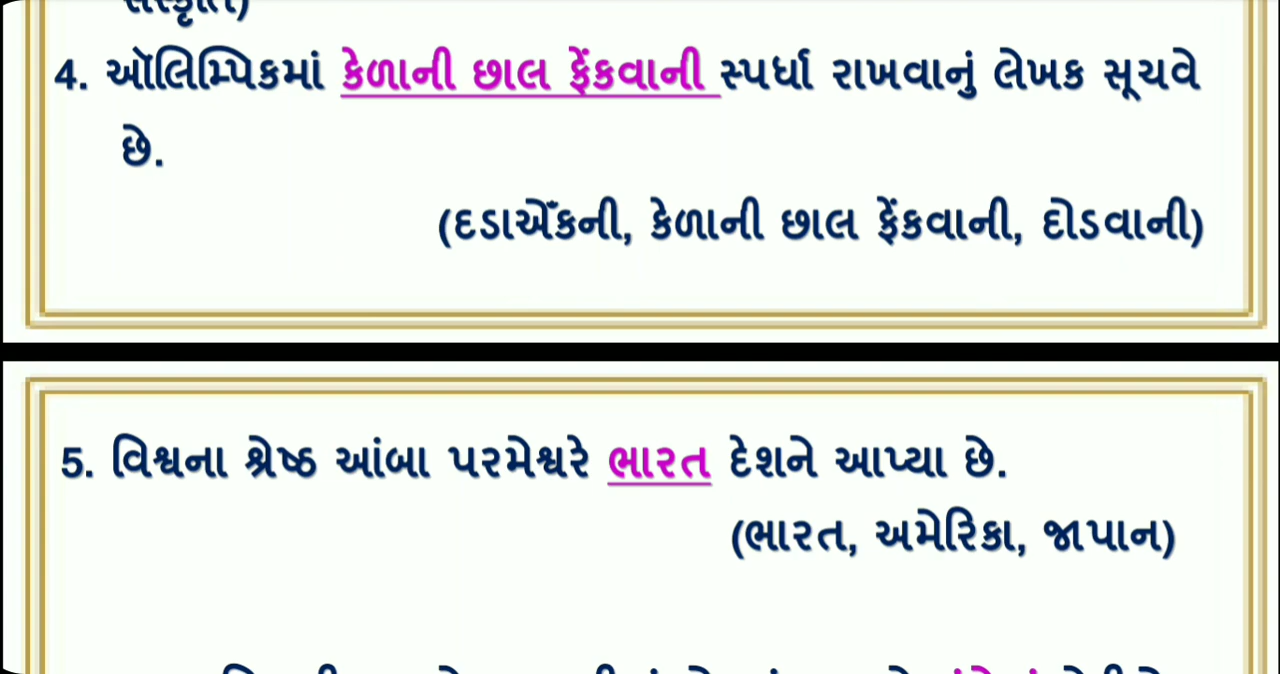 4. ઑલિમ્પિકમાં કેળાની છાલ ફેંકવાની સ્પર્ધા રાખવાનું લેખક સૂચવે
છે.
(દડાએઁકની, કેળાની છાલ ફેંકવાની, દોડવાની)
5. વિશ્વના શ્રેષ્ઠ આંબા પરમેશ્વરે ભારત દેશને આપ્યા છે.
(ભારત, અમેરિકા, જાપાન)